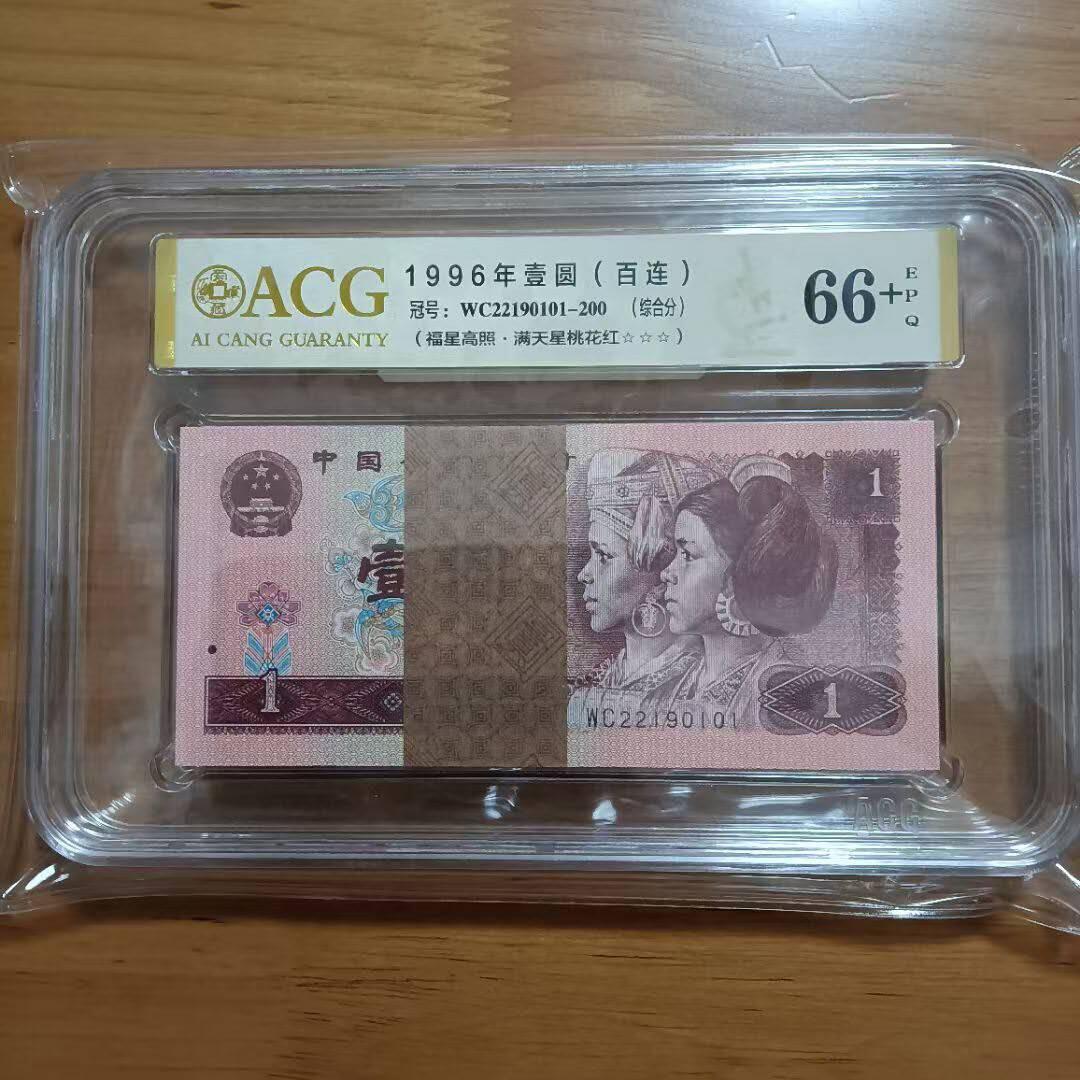 ACG
AI CANG GUARANTY
1996年壹圆（百连）
冠号：WC22190101-200 （综合分）
（福星高照·满天星桃花红☆☆☆）
66+
EPQ
中国
1
壹
1
WC22190101
1
ACG